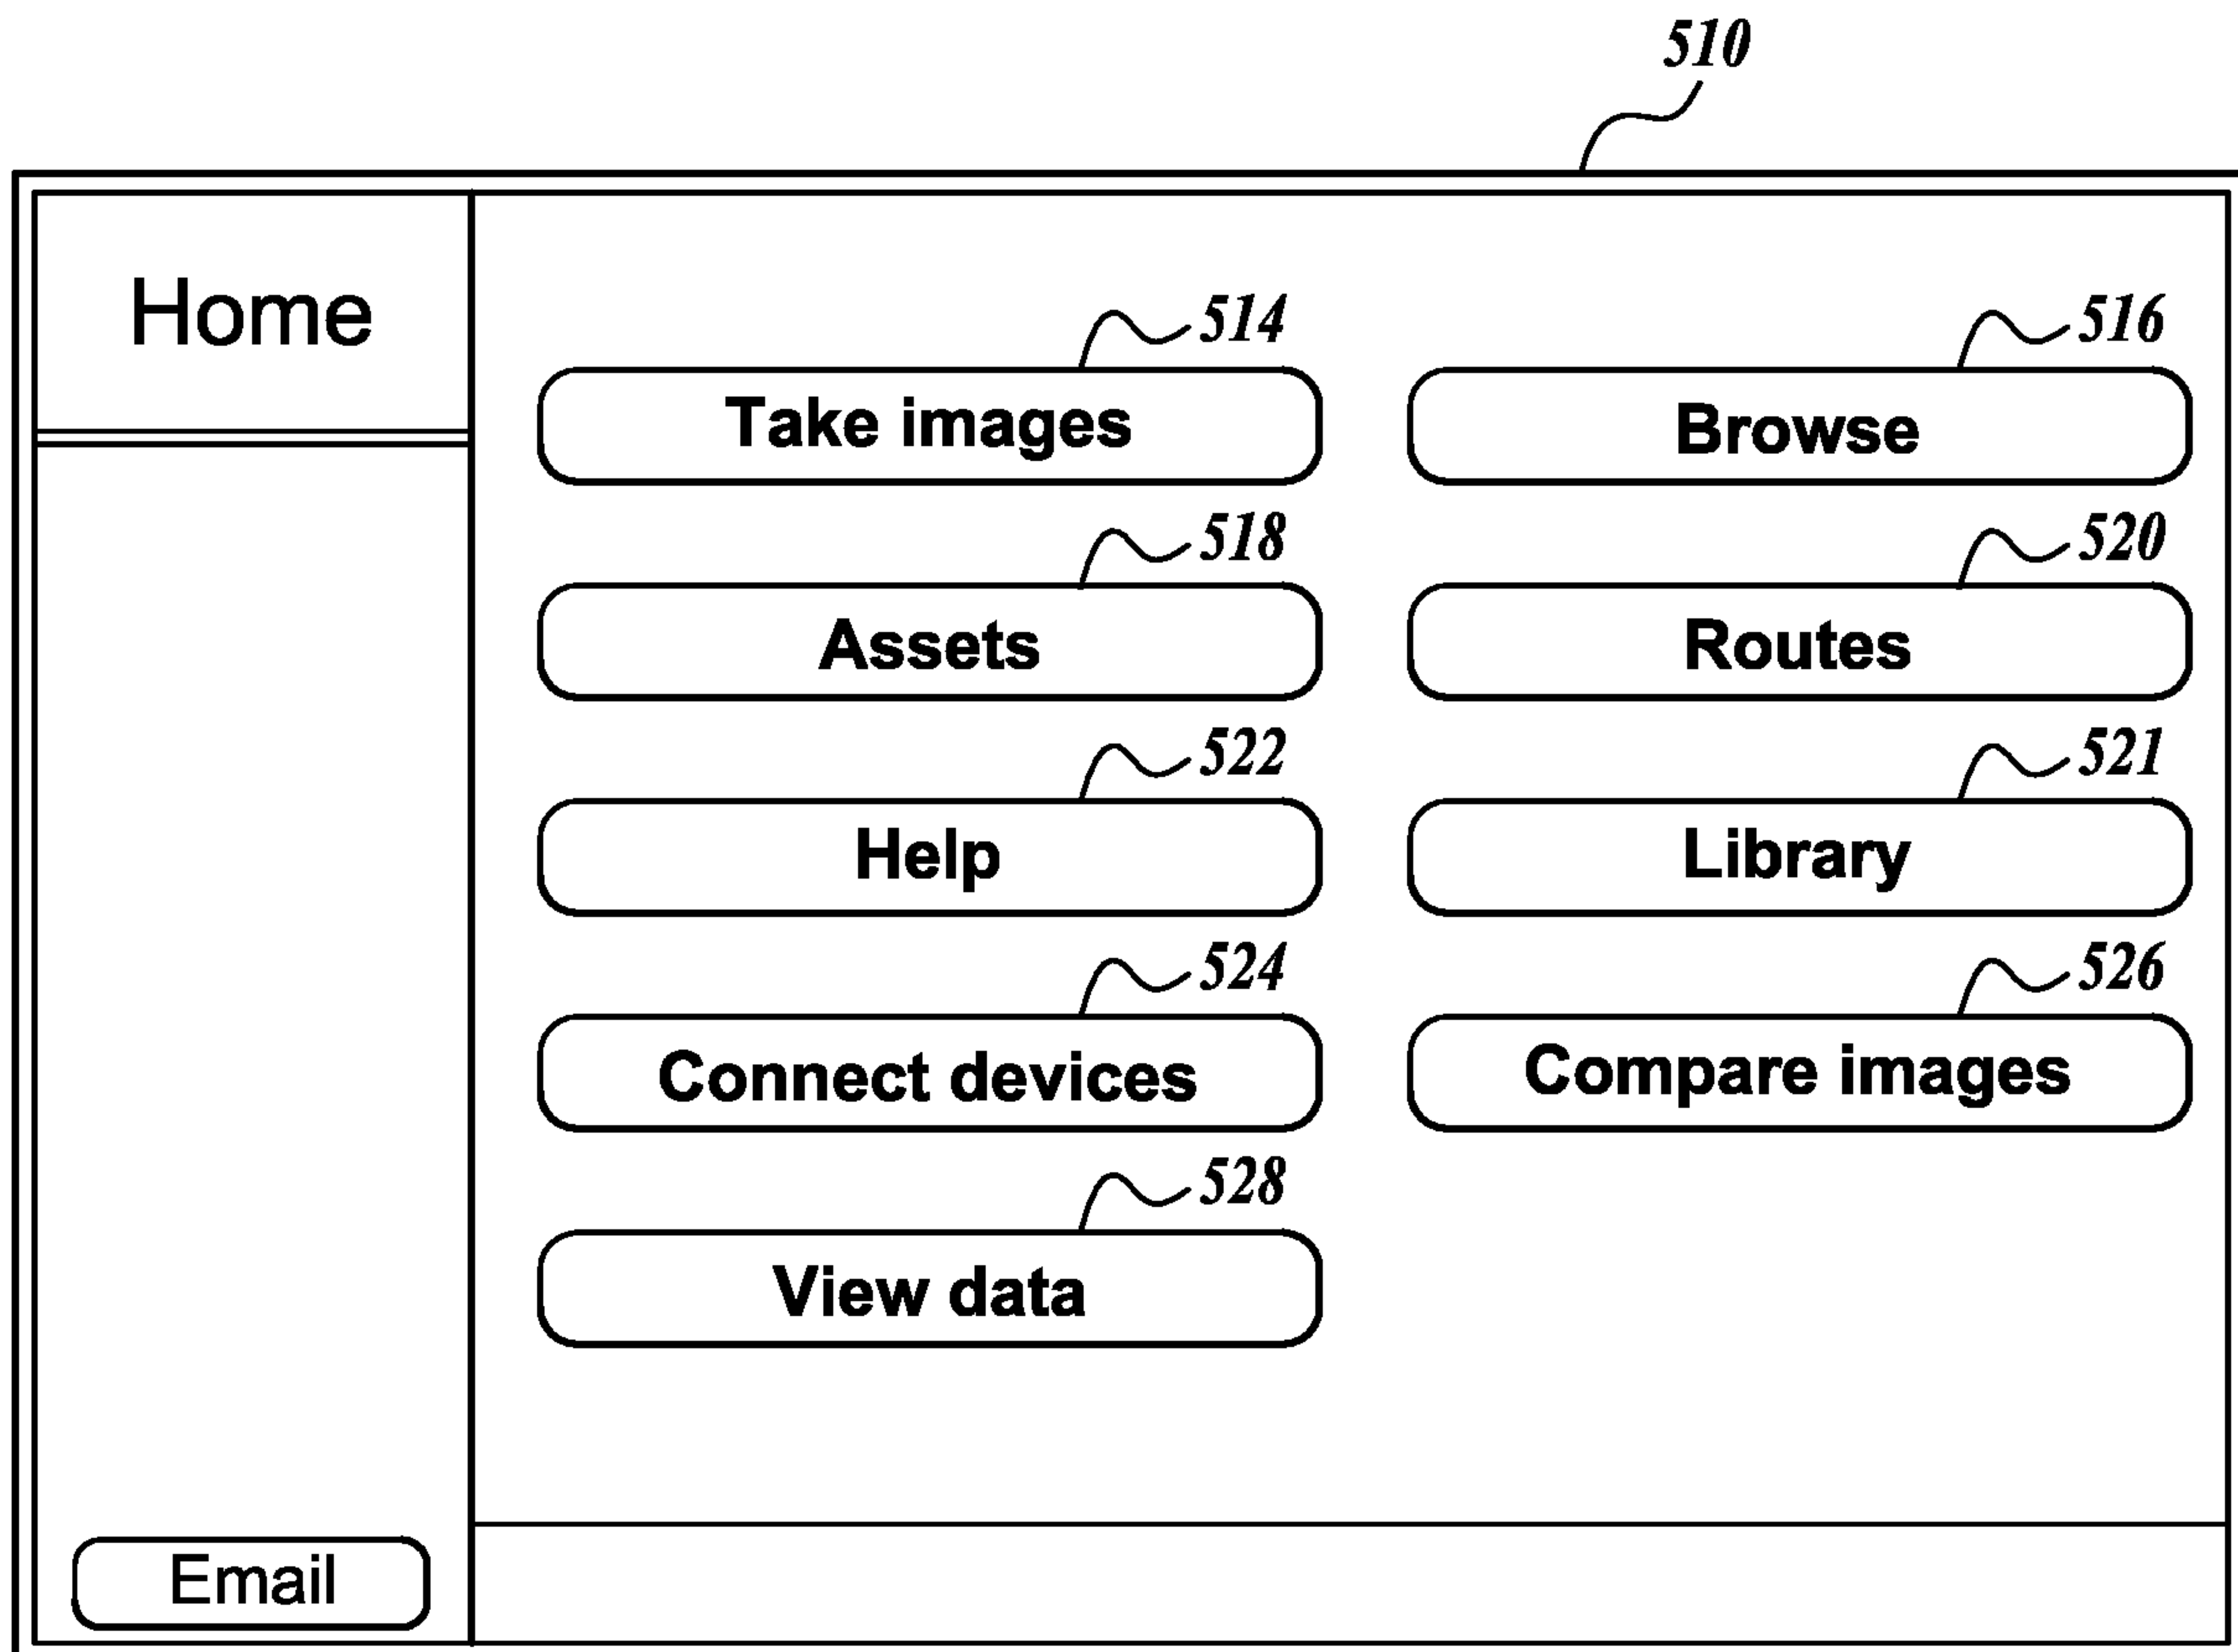 510
Home
514
516
Take images
Browse
518
520
Assets
Routes
522
521
Help
Library
524
526
Connect devices
Compare images
528
View data
Email